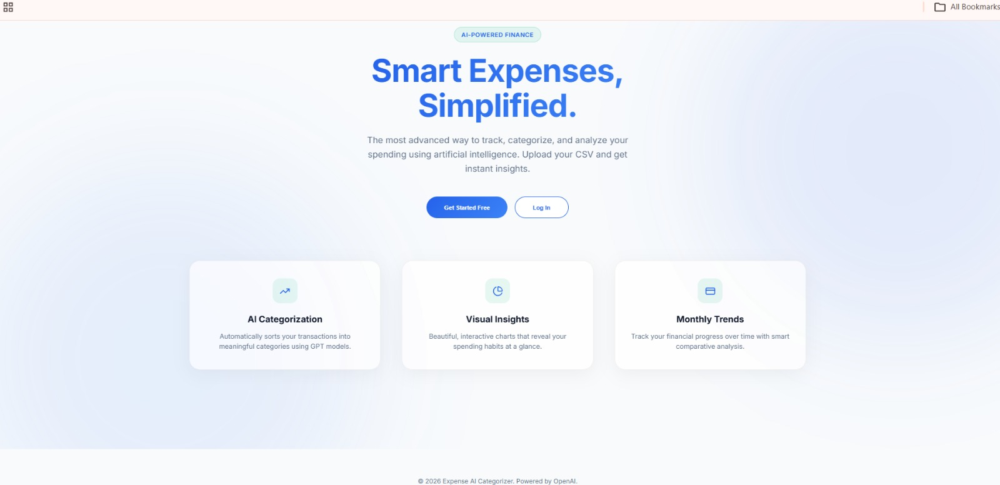 All Bookmarks
AI-POWERED FINANCE
Smart Expenses,
Simplified.
The most advanced way to track, categorize, and analyze your
spending using artificial intelligence. Upload your CSV and get
instant insights.
Get Started Free
Log In
AI Categorization
Automatically sorts your transactions into
meaningful categories using GPT models.
Visual Insights
Beautiful, interactive charts that reveal your
spending habits at a glance.
Monthly Trends
Track your financial progress over time with smart
comparative analysis.
© 2026 Expense AI Categorizer. Powered by OpenAI.